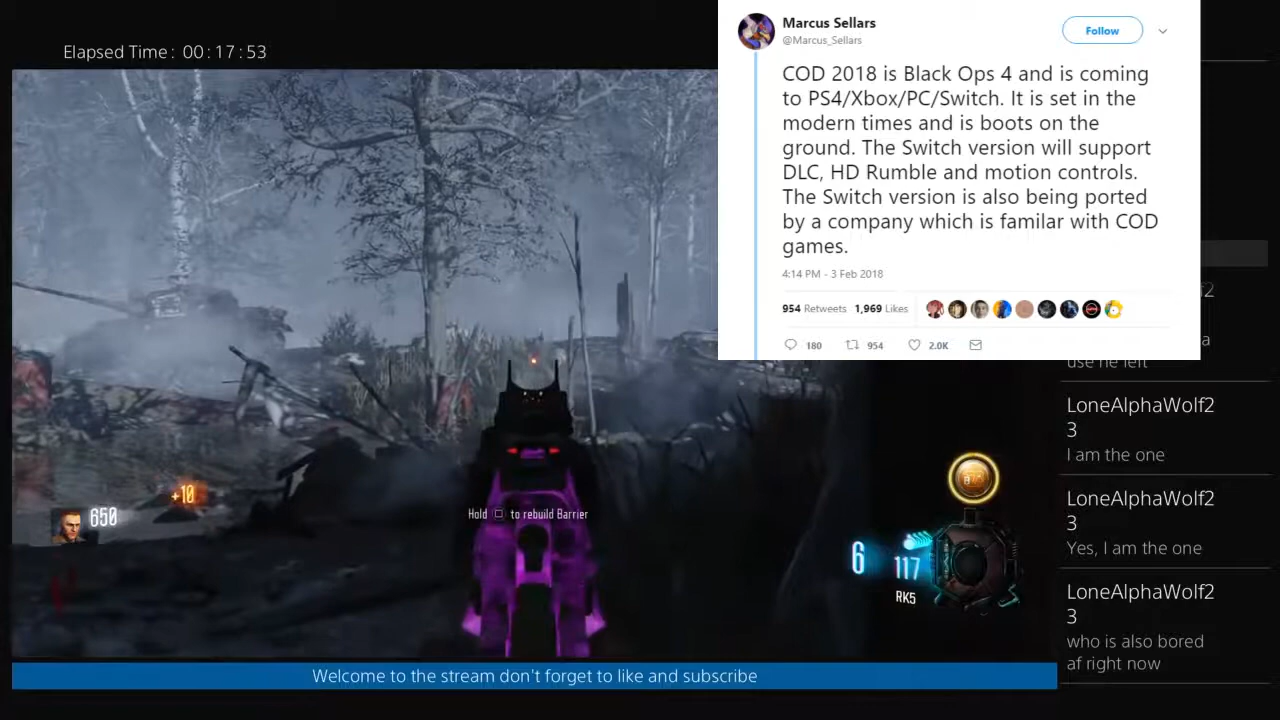 Elapsed Time: 00:17:53
Marcus Sellars
@Marcus_Sellars
Follow
COD 2018 is Black Ops 4 and is coming
to PS4/Xbox/PC/Switch. It is set in the
modern times and is boots on the
ground. The Switch version will support
DLC, HD Rumble and motion controls.
The Switch version is also being ported
by a company which is familar with COD
games.
4:14 PM - 3 Feb 2018
954 Retweets 1,969 Likes
180 954 2.0K
f2
a
use he left
LoneAlphaWolf2
3
I am the one
LoneAlphaWolf2
3
Yes, I am the one
LoneAlphaWolf2
3
who is also bored
af right now
+10
650
Hold to rebuild Barrier
6
117
RK5
Welcome to the stream don't forget to like and subscribe